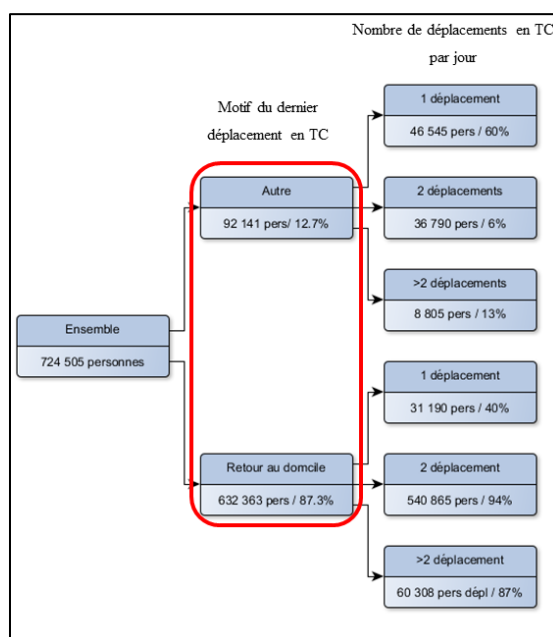 Nombre de déplacements en TC
par jour
Motif du dernier
déplacement en TC
1 déplacement
46 545 pers / 60%
Autre
92 141 pers/ 12.7%
2 déplacements
36 790 pers / 6%
>2 déplacements
8 805 pers / 13%
Ensemble
724 505 personnes
1 déplacement
31 190 pers / 40%
Retour au domcile
632 363 pers / 87.3%
2 déplacement
540 865 pers / 94%
>2 déplacement
60 308 pers dépl / 87%